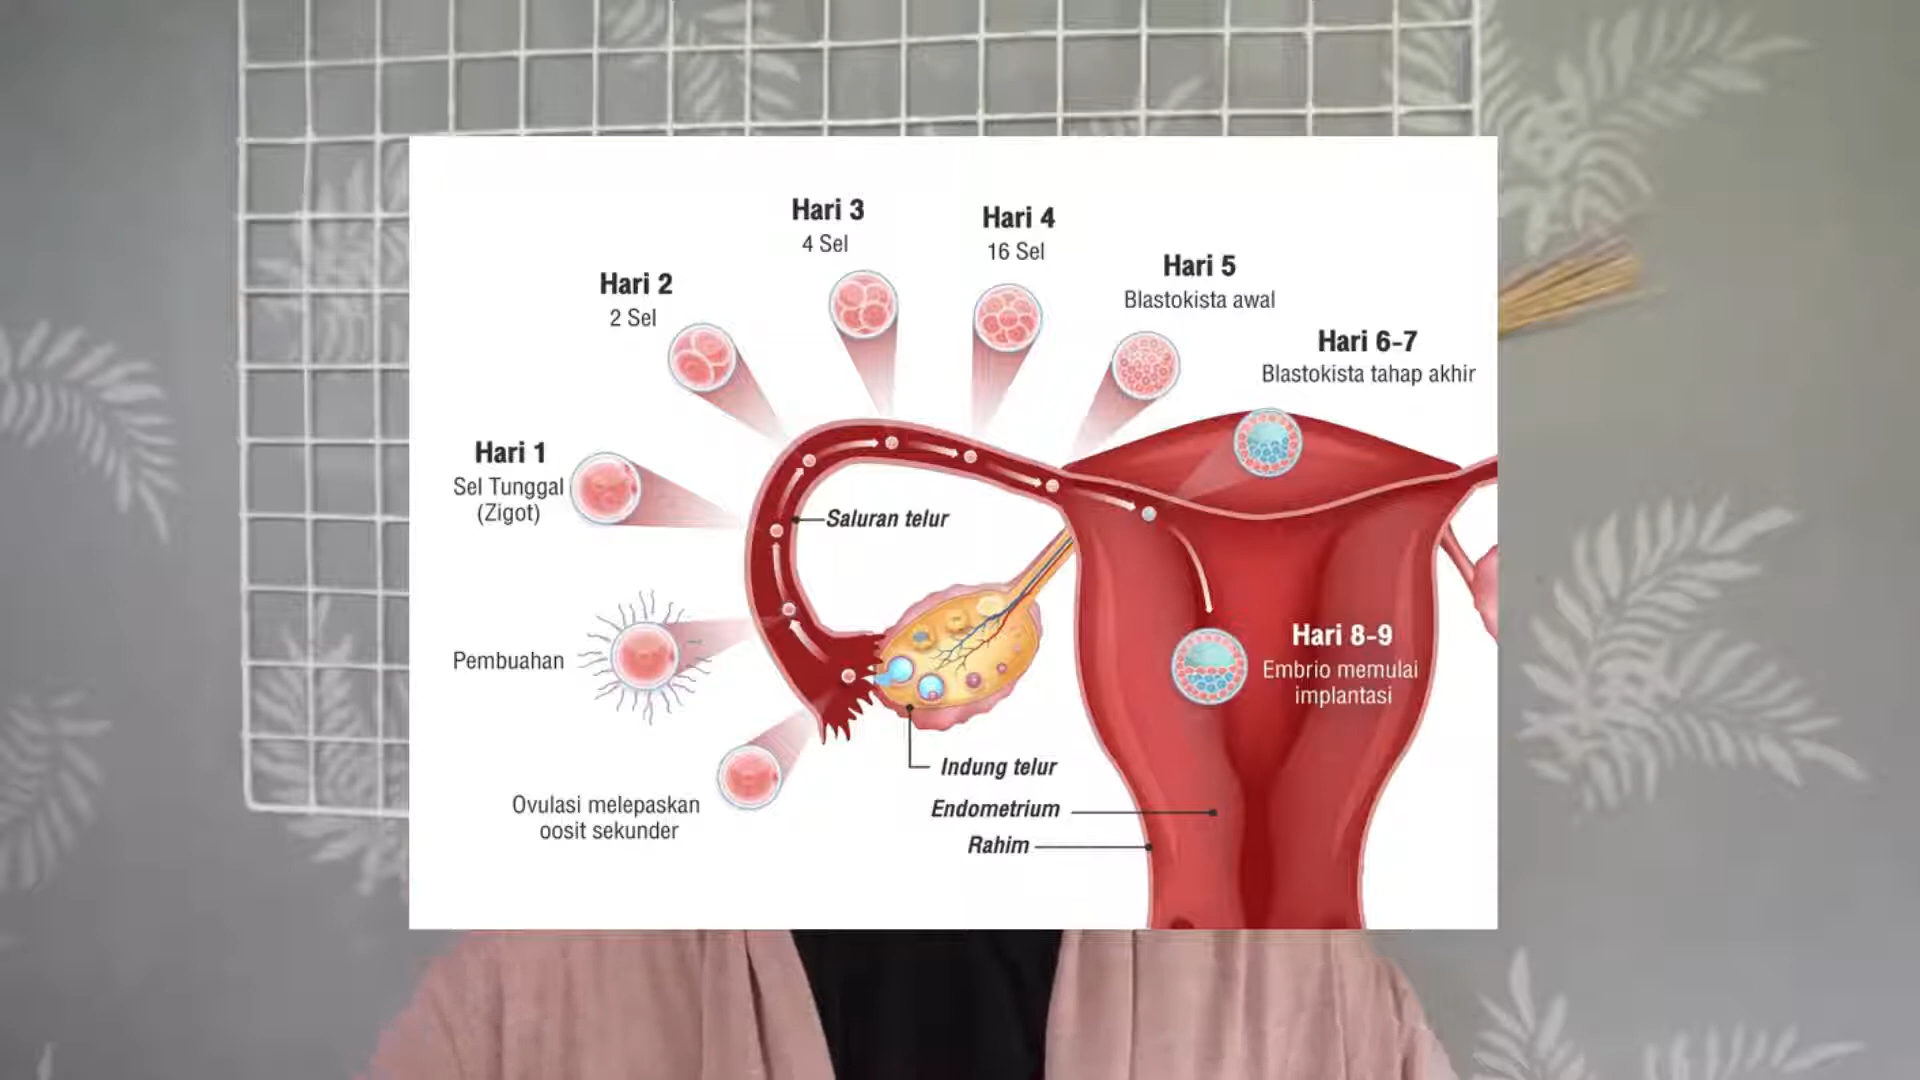 Hari 3
4 Sel
Hari 4
16 Sel
Hari 5
Blastokista awal
Hari 2
2 Sel
Hari 6-7
Blastokista tahap akhir
Hari 1
Sel Tunggal
(Zigot)
Saluran telur
Pembuahan
Hari 8-9
Embrio memulai
implantasi
Indung telur
Ovulasi melepaskan
oosit sekunder
Endometrium
Rahim